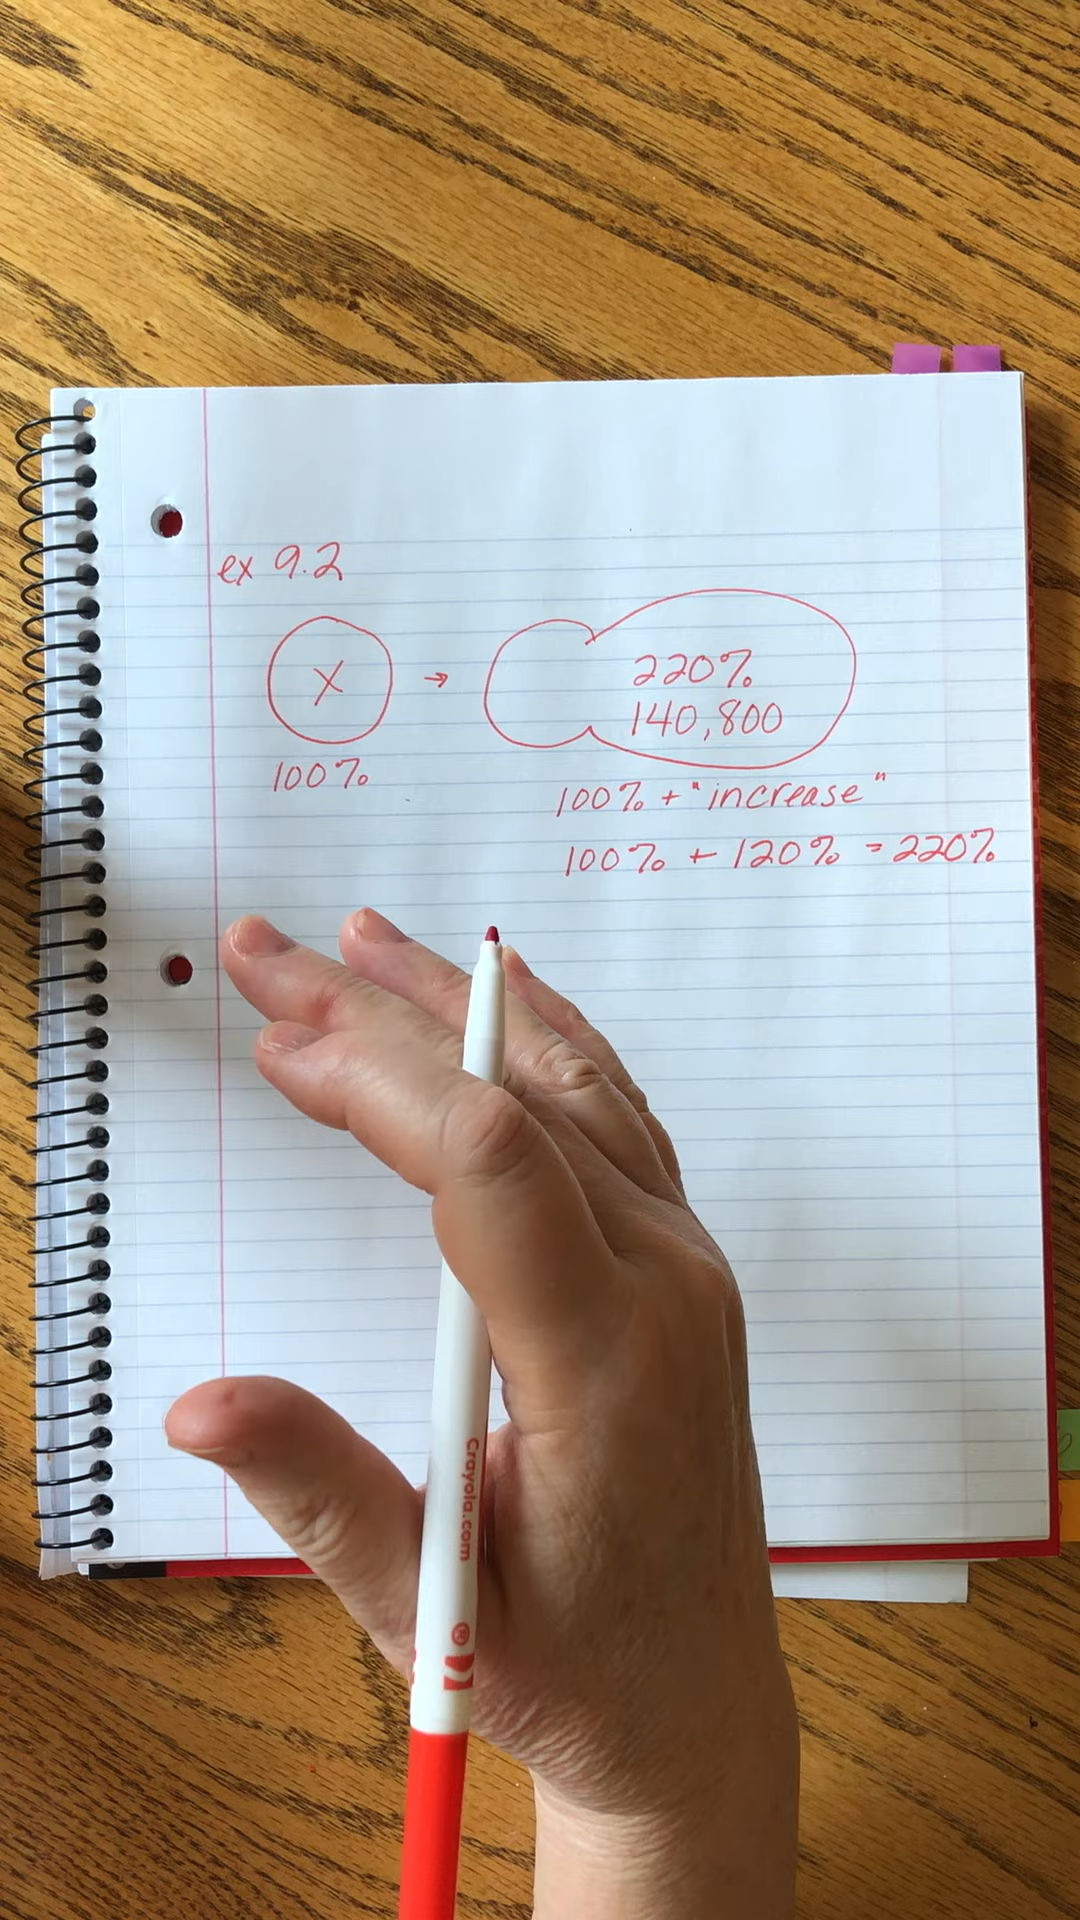 ex 9.2
X → 220%
140,800
100%
100% + "increase"
100% + 120% = 220%
Crayola.com